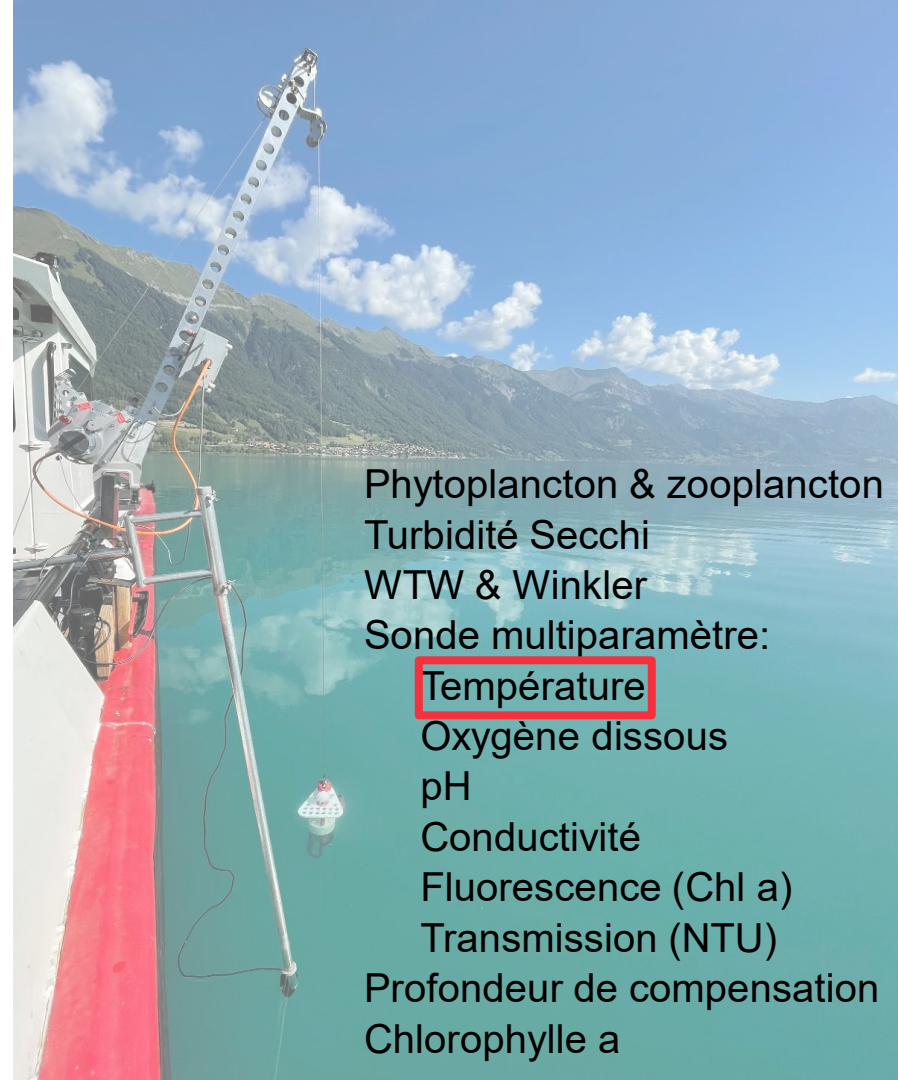 Phytoplancton & zooplancton
Turbidité Secchi
WTW & Winkler
Sonde multiparamètre:
Température
Oxygène dissous
pH
Conductivité
Fluorescence (Chl a)
Transmission (NTU)
Profondeur de compensation
Chlorophylle a